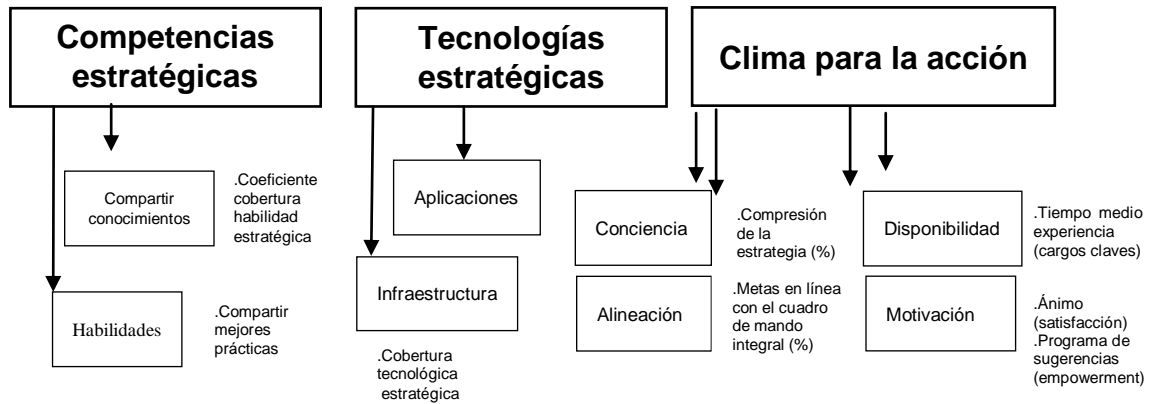 Competencias
estratégicas
Tecnologías
estratégicas
Clima para la acción
Compartir
conocimientos
.Coeficiente
cobertura
habilidad
estratégica
Habilidades
.Compartir
mejores
prácticas
Aplicaciones
Infraestructura
.Cobertura
tecnológica
estratégica
Conciencia
.Compresión
de la
estrategia (%)
Alineación
.Metas en línea
con el cuadro
de mando
integral (%)
Disponibilidad
.Tiempo medio
experiencia
(cargos claves)
Motivación
.Ánimo
(satisfacción)
.Programa de
sugerencias
(empowerment)